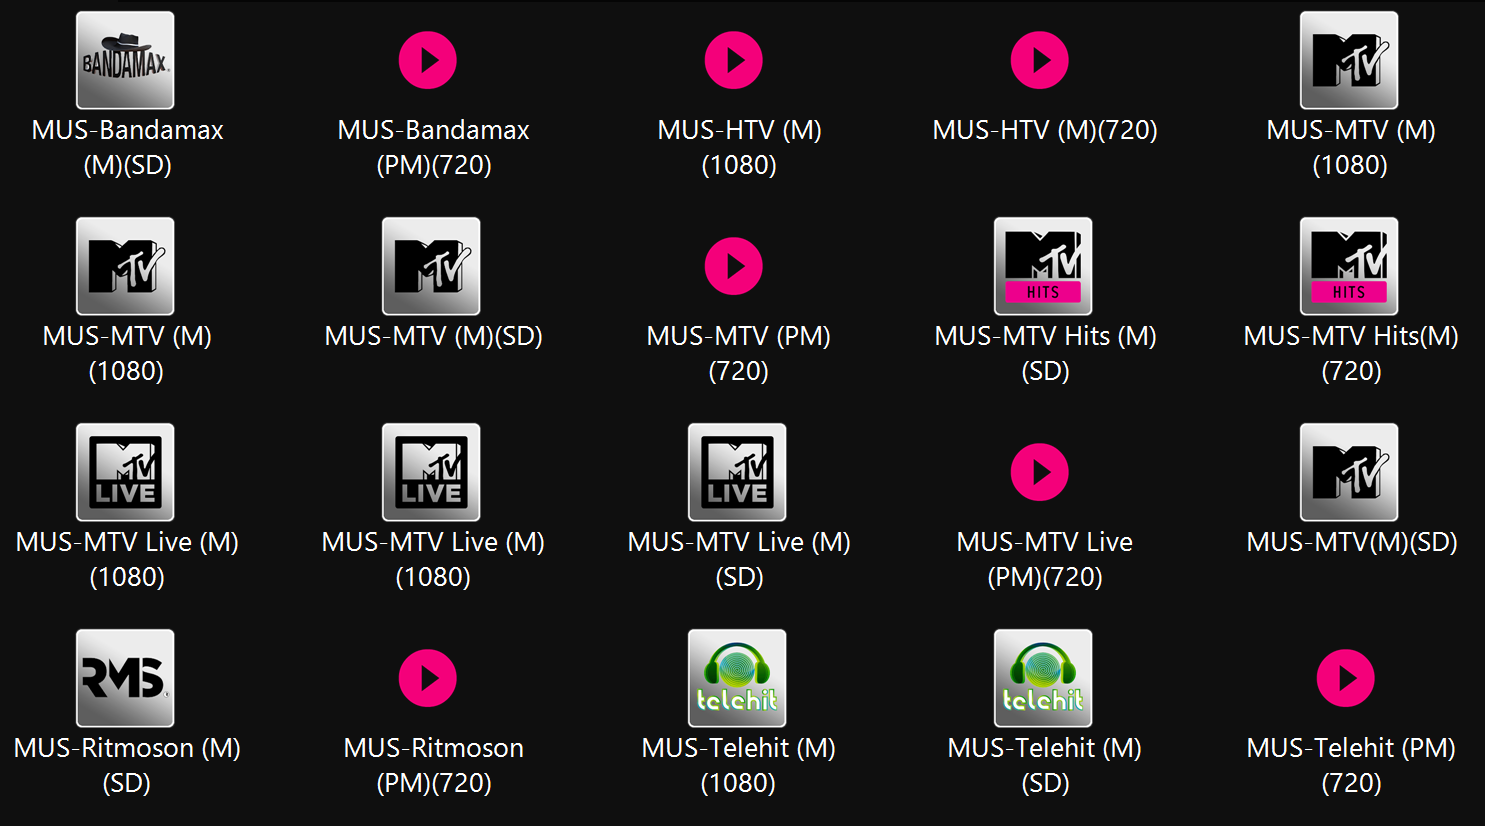 BANDAMAX
MTV
MUS-Bandamax
(M)(SD)
MUS-Bandamax
(PM)(720)
MUS-HTV (M)
(1080)
MUS-HTV (M)(720)
MUS-MTV (M)
(1080)
MTV
MTV
MTV
HITS
MTV
HITS
MUS-MTV (M)
(1080)
MUS-MTV (M)(SD)
MUS-MTV (PM)
(720)
MUS-MTV Hits (M)
(SD)
MUS-MTV Hits(M)
(720)
MTV
LIVE
MTV
LIVE
MTV
LIVE
MTV
MUS-MTV Live (M)
(1080)
MUS-MTV Live (M)
(1080)
MUS-MTV Live (M)
(SD)
MUS-MTV Live
(PM)(720)
MUS-MTV(M)(SD)
RMS
telehit
telehit
MUS-Ritmoson (M)
(SD)
MUS-Ritmoson
(PM)(720)
MUS-Telehit (M)
(1080)
MUS-Telehit (M)
(SD)
MUS-Telehit (PM)
(720)